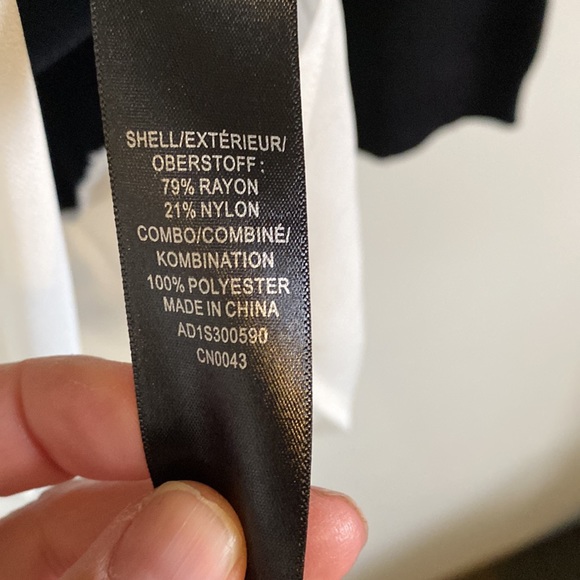 SHELL/EXTÉRIEUR/
OBERSTOFF :
79% RAYON
21% NYLON
COMBO/COMBINÉ/
KOMBINATION
100% POLYESTER
MADE IN CHINA
AD1S300590
CN0043